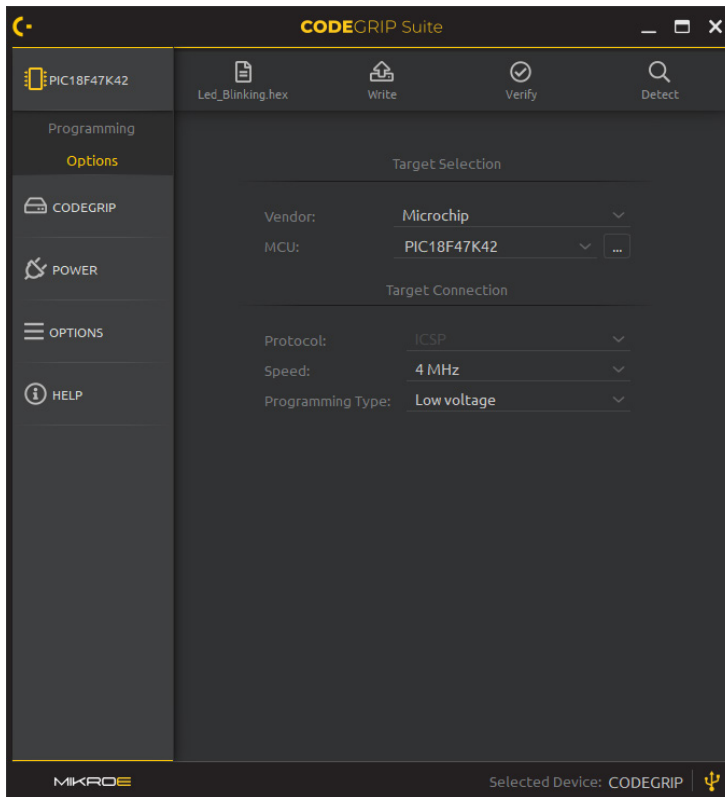 CODEGRIP Suite
PIC18F47K42
Led_Blinking.hex
Write
Verify
Detect
Programming
Options
CODEGRIP
POWER
OPTIONS
HELP
Target Selection
Vendor: Microchip
MCU: PIC18F47K42 ...
Target Connection
Protocol: ICSP
Speed: 4 MHz
Programming Type: Low voltage
MIKROE
Selected Device: CODEGRIP